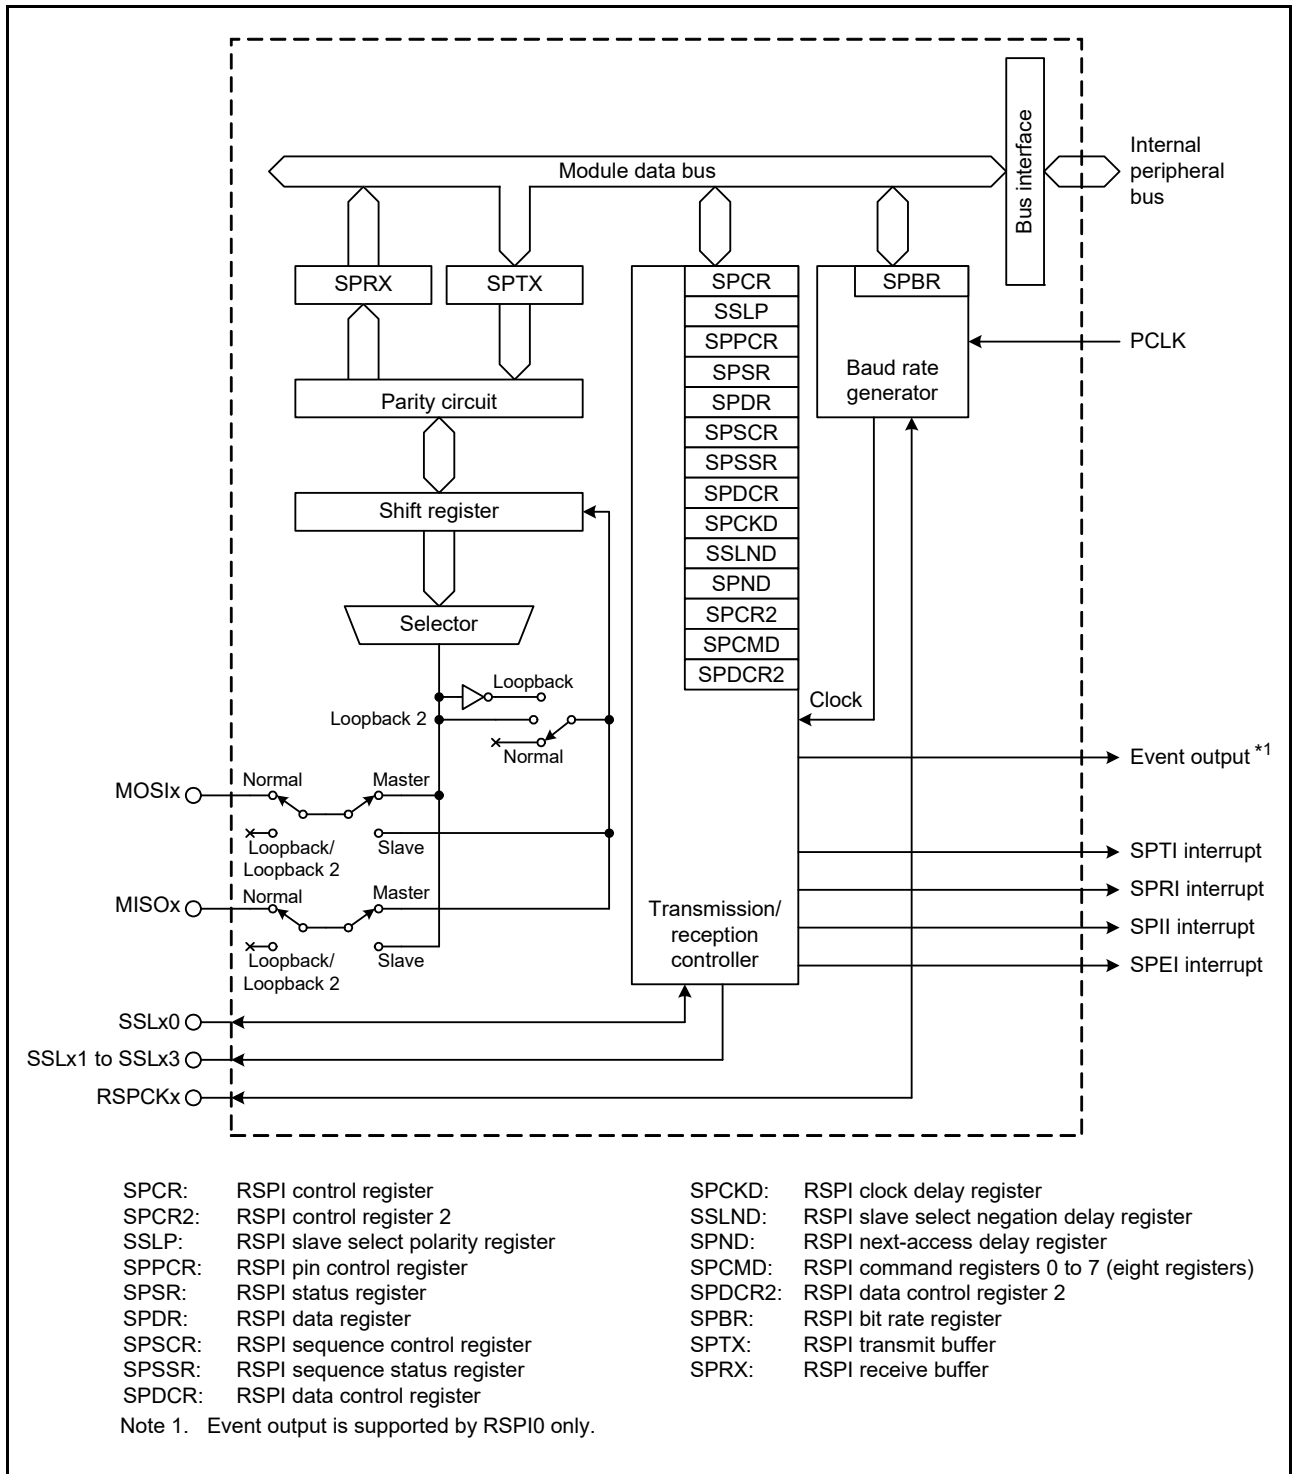 Module data bus
Bus interface
Internal
peripheral
bus
SPRX
SPTX
SPCR
SPBR
SSLP
SPPCR
PCLK
SPSR
Baud rate
generator
Parity circuit
SPDR
SPSCR
SPSSR
SPDCR
Shift register
SPCKD
SSLND
SPND
SPCR2
Selector
SPCMD
SPDCR2
Loopback
Clock
Loopback 2
Normal
Event output *1
MOSIx
Normal
Master
Loopback/
Loopback 2
Slave
SPTI interrupt
MISOx
Normal
Master
SPRI interrupt
Transmission/
reception
controller
SPII interrupt
Loopback/
Loopback 2
Slave
SPEI interrupt
SSLx0
SSLx1 to SSLx3
RSPCKx
SPCR: RSPI control register
SPCR2: RSPI control register 2
SSLP: RSPI slave select polarity register
SPPCR: RSPI pin control register
SPSR: RSPI status register
SPDR: RSPI data register
SPSCR: RSPI sequence control register
SPSSR: RSPI sequence status register
SPDCR: RSPI data control register
SPCKD: RSPI clock delay register
SSLND: RSPI slave select negation delay register
SPND: RSPI next-access delay register
SPCMD: RSPI command registers 0 to 7 (eight registers)
SPDCR2: RSPI data control register 2
SPBR: RSPI bit rate register
SPTX: RSPI transmit buffer
SPRX: RSPI receive buffer
Note 1. Event output is supported by RSPI0 only.